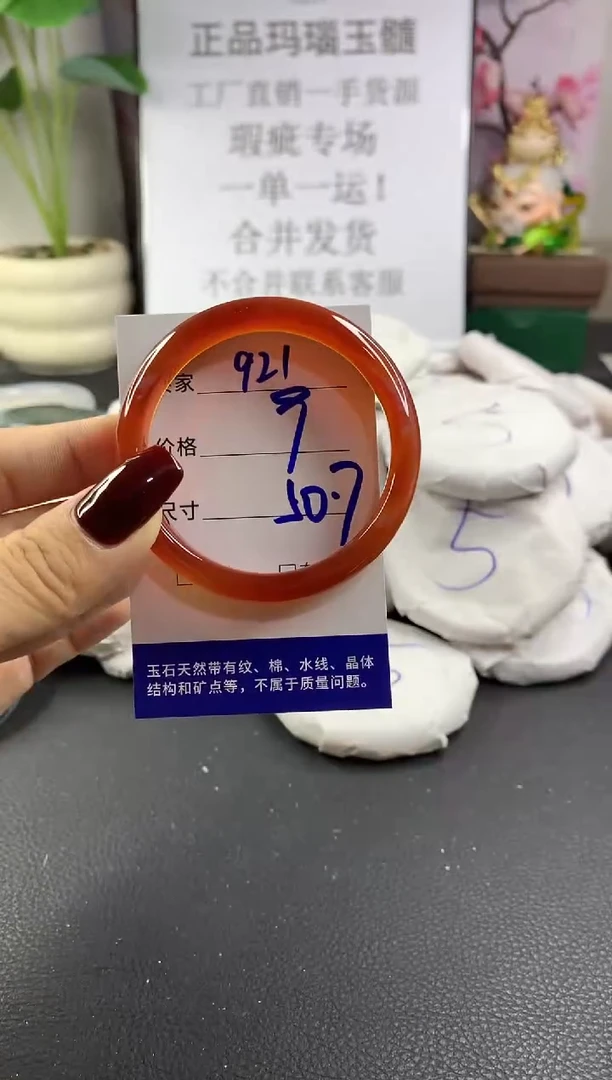 正品玛瑙玉髓
工厂直销一手货源
瑕疵专场
一单一运！
合并发货
不合并联系客服
家 921
价格
尺寸 50.7
玉石天然带有纹、棉、水线、晶体
结构和矿点等，不属于质量问题。
5